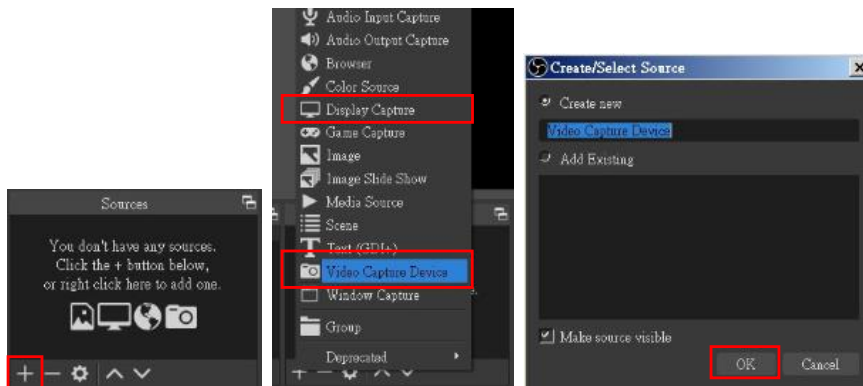 Sources
You don't have any sources.
Click the + button below,
or right click here to add one.
Audio Input Capture
Audio Output Capture
Browser
Color Source
Display Capture
Game Capture
Image
Image Slide Show
Media Source
Scene
Text (GDI+)
Video Capture Device
Window Capture
Group
Deprecated
Create/Select Source
Create new
Video Capture Device
Add Existing
Make source visible
OK Cancel